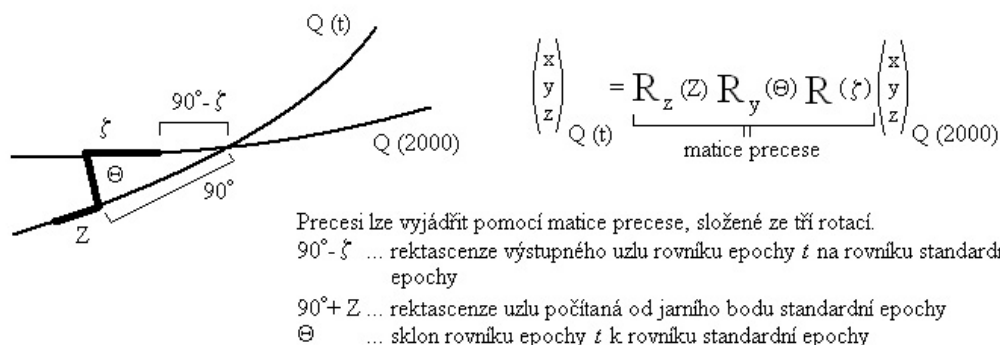 Q (t)
90°- ζ
ζ
Q (2000)
Θ
90°
Z
( x y z ) Q (t) = R z (Z) R y (Θ) R (ζ) ( x y z ) Q (2000)
matice precese
Precesi lze vyjádřit pomocí matice precese, složené ze tří rotací.
90°- ζ ... rektascenze výstupného uzlu rovníku epochy t na rovníku standardní
epochy
90°+ Z ... rektascenze uzlu počítaná od jarního bodu standardní epochy
Θ ... sklon rovníku epochy t k rovníku standardní epochy